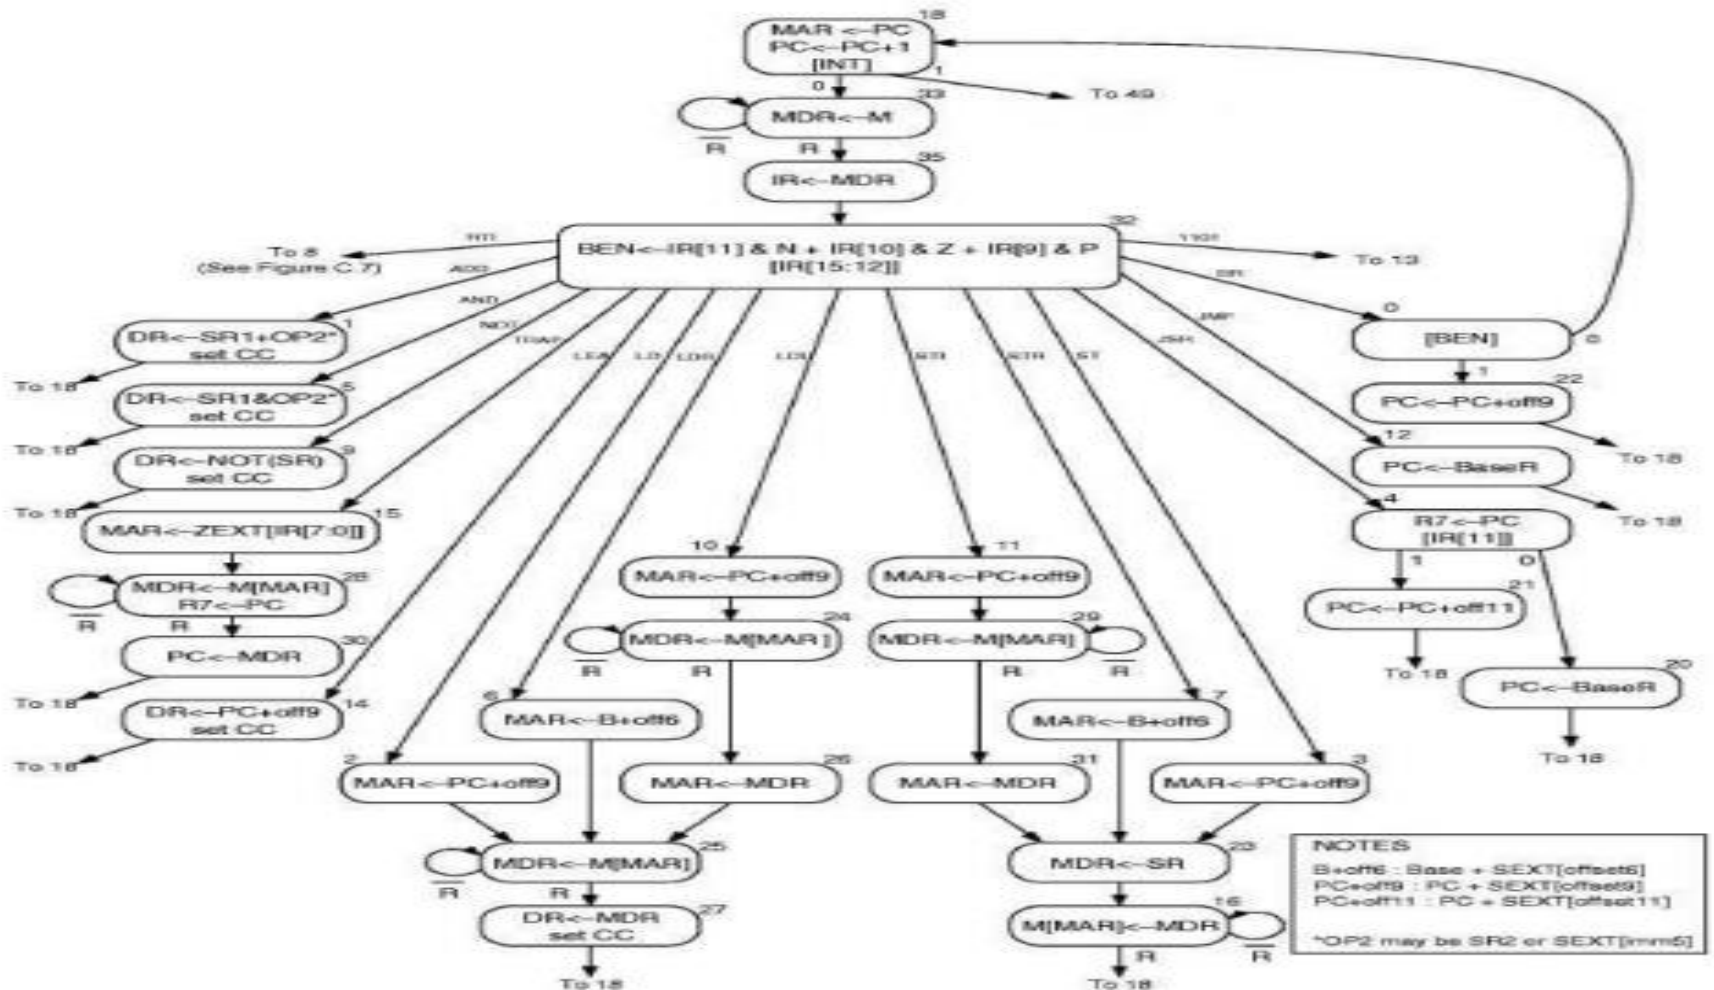 18
MAR <-PC
PC<-PC+1
[INT]
1
0
To 49
33
MDR<-M
R
R
35
IR<-MDR
32
BEN<-IR[11] & N + IR[10] & Z + IR[9] & P
[IR[15:12]]
RTI
To 8
(See Figure C.7)
1101
To 13
ADD
AND
NOT
TRAP
LEA
LD
LDR
LDI
STI
STR
ST
JSR
JMP
BR
1
DR<-SR1+OP2*
set CC
To 18
5
DR<-SR1&OP2*
set CC
To 18
9
DR<-NOT(SR)
set CC
To 18
15
MAR<-ZEXT[IR[7:0]]
28
MDR<-M[MAR]
R7<-PC
R
R
30
PC<-MDR
To 18
14
DR<-PC+off9
set CC
To 18
2
MAR<-PC+off9
6
MAR<-B+off6
10
MAR<-PC+off9
24
MDR<-M[MAR]
R
R
26
MAR<-MDR
25
MDR<-M[MAR]
R
R
27
DR<-MDR
set CC
To 18
11
MAR<-PC+off9
29
MDR<-M[MAR]
R
R
31
MAR<-MDR
7
MAR<-B+off6
3
MAR<-PC+off9
23
MDR<-SR
16
M[MAR]<-MDR
R
R
To 18
0
[BEN]
0
1
22
PC<-PC+off9
To 18
12
PC<-BaseR
To 18
4
R7<-PC
[IR[11]]
1
0
21
PC<-PC+off11
To 18
20
PC<-BaseR
To 18
NOTES
B+off6 : Base + SEXT[offset6]
PC+off9 : PC + SEXT[offset9]
PC+off11 : PC + SEXT[offset11]
*OP2 may be SR2 or SEXT[imm5]